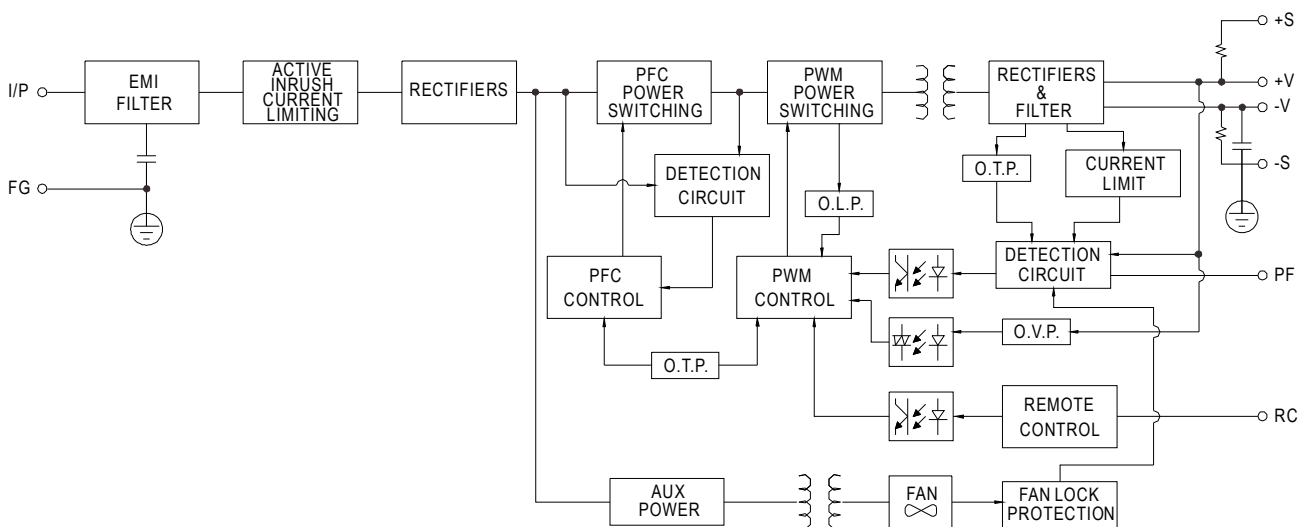 +S
I/P
EMI
FILTER
ACTIVE
INRUSH
CURRENT
LIMITING
RECTIFIERS
PFC
POWER
SWITCHING
PWM
POWER
SWITCHING
RECTIFIERS
&
FILTER
+V
-V
FG
DETECTION
CIRCUIT
O.L.P.
O.T.P.
CURRENT
LIMIT
-S
PFC
CONTROL
PWM
CONTROL
DETECTION
CIRCUIT
PF
O.T.P.
O.V.P.
REMOTE
CONTROL
RC
AUX
POWER
FAN
FAN LOCK
PROTECTION